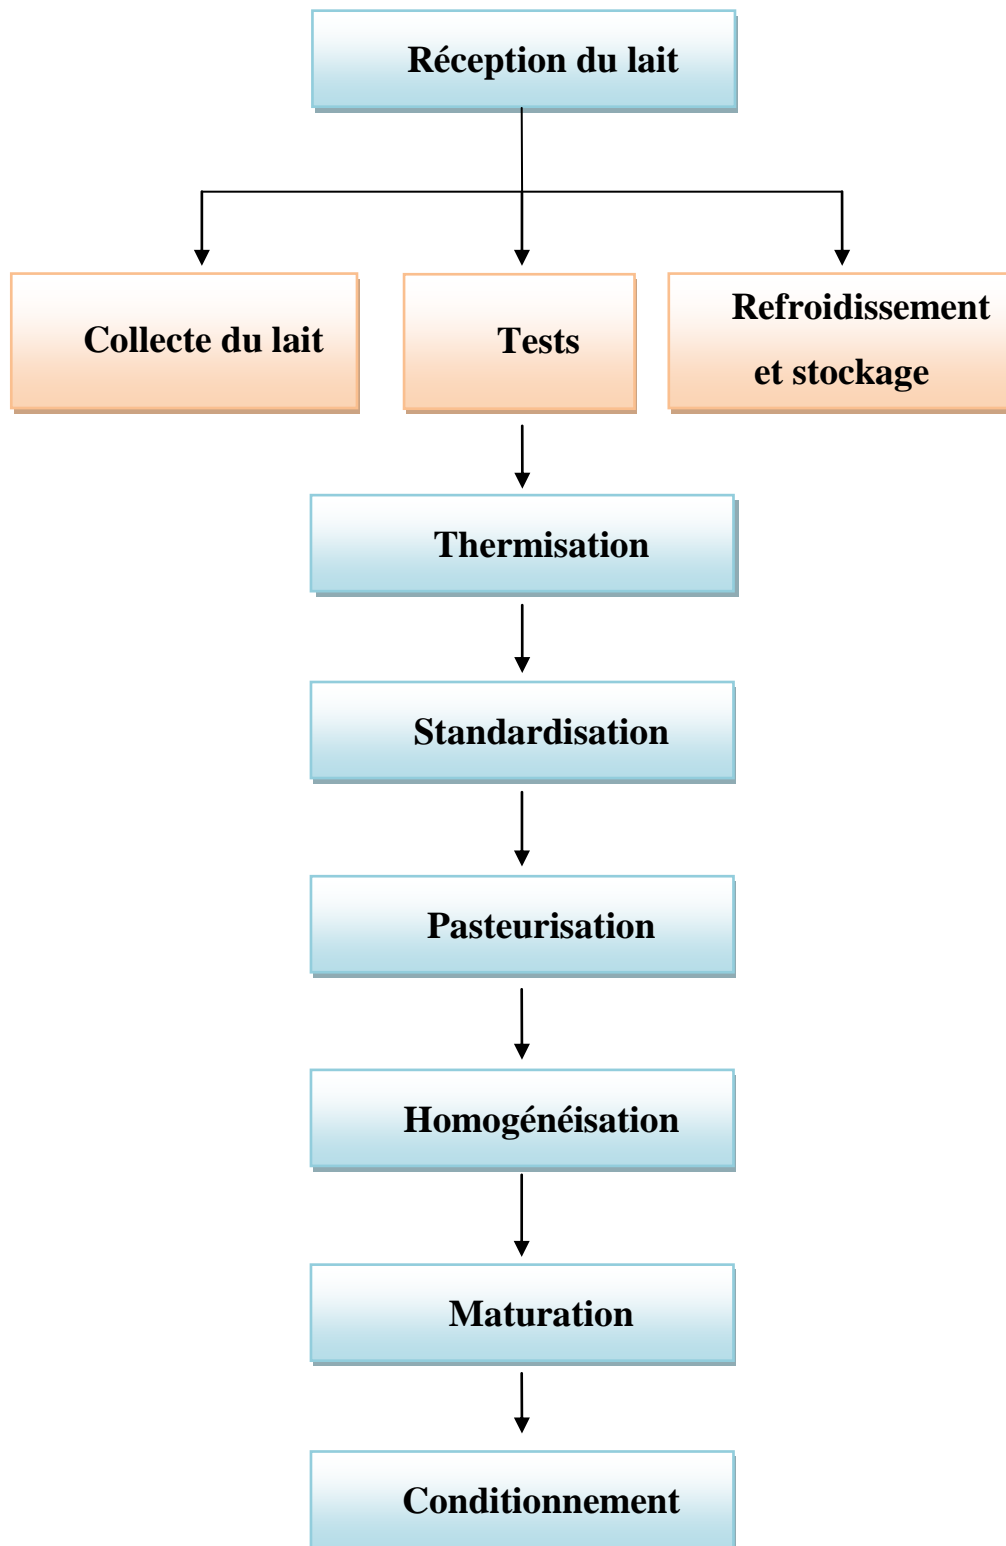 Réception du lait
Collecte du lait
Tests
Refroidissement
et stockage
Thermisation
Standardisation
Pasteurisation
Homogénéisation
Maturation
Conditionnement